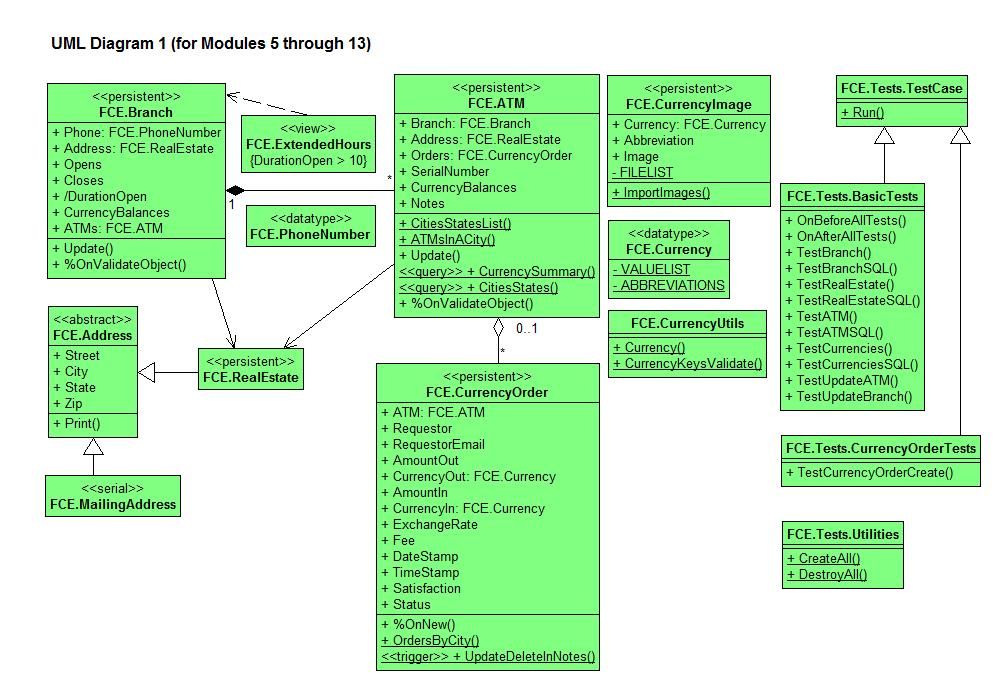 UML Diagram 1 (for Modules 5 through 13)
<<persistent>>
FCE.Branch
+ Phone: FCE.PhoneNumber
+ Address: FCE.RealEstate
+ Opens
+ Closes
+ /DurationOpen
+ CurrencyBalances
+ ATMs: FCE.ATM
+ Update()
+ %OnValidateObject()
<<view>>
FCE.ExtendedHours
{DurationOpen > 10}
1
*
<<datatype>>
FCE.PhoneNumber
<<persistent>>
FCE.ATM
+ Branch: FCE.Branch
+ Address: FCE.RealEstate
+ Orders: FCE.CurrencyOrder
+ SerialNumber
+ CurrencyBalances
+ Notes
+ CitiesStatesList()
+ ATMsInACity()
+ Update()
<<query>> + CurrencySummary()
<<query>> + CitiesStates()
+ %OnValidateObject()
<<persistent>>
FCE.CurrencyImage
+ Currency: FCE.Currency
+ Abbreviation
+ Image
- FILELIST
+ ImportImages()
<<datatype>>
FCE.Currency
- VALUELIST
- ABBREVIATIONS
FCE.CurrencyUtils
+ Currency()
+ CurrencyKeysValidate()
FCE.Tests.TestCase
+ Run()
FCE.Tests.BasicTests
+ OnBeforeAllTests()
+ OnAfterAllTests()
+ TestBranch()
+ TestBranchSQL()
+ TestRealEstate()
+ TestRealEstateSQL()
+ TestATM()
+ TestATMSQL()
+ TestCurrencies()
+ TestCurrenciesSQL()
+ TestUpdateATM()
+ TestUpdateBranch()
<<abstract>>
FCE.Address
+ Street
+ City
+ State
+ Zip
+ Print()
<<persistent>>
FCE.RealEstate
<<serial>>
FCE.MailingAddress
0..1
*
<<persistent>>
FCE.CurrencyOrder
+ ATM: FCE.ATM
+ Requestor
+ RequestorEmail
+ AmountOut
+ CurrencyOut: FCE.Currency
+ AmountIn
+ CurrencyIn: FCE.Currency
+ ExchangeRate
+ Fee
+ DateStamp
+ TimeStamp
+ Satisfaction
+ Status
+ %OnNew()
+ OrdersByCity()
<<trigger>> + UpdateDeleteInNotes()
FCE.Tests.CurrencyOrderTests
+ TestCurrencyOrderCreate()
FCE.Tests.Utilities
+ CreateAll()
+ DestroyAll()